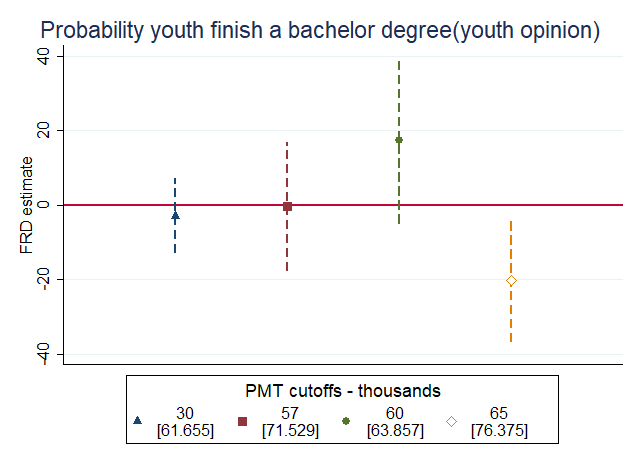 Probability youth finish a bachelor degree(youth opinion)
40
20
0
-20
-40
FRD estimate
PMT cutoffs - thousands
30 57 60 65
[61.655] [71.529] [63.857] [76.375]